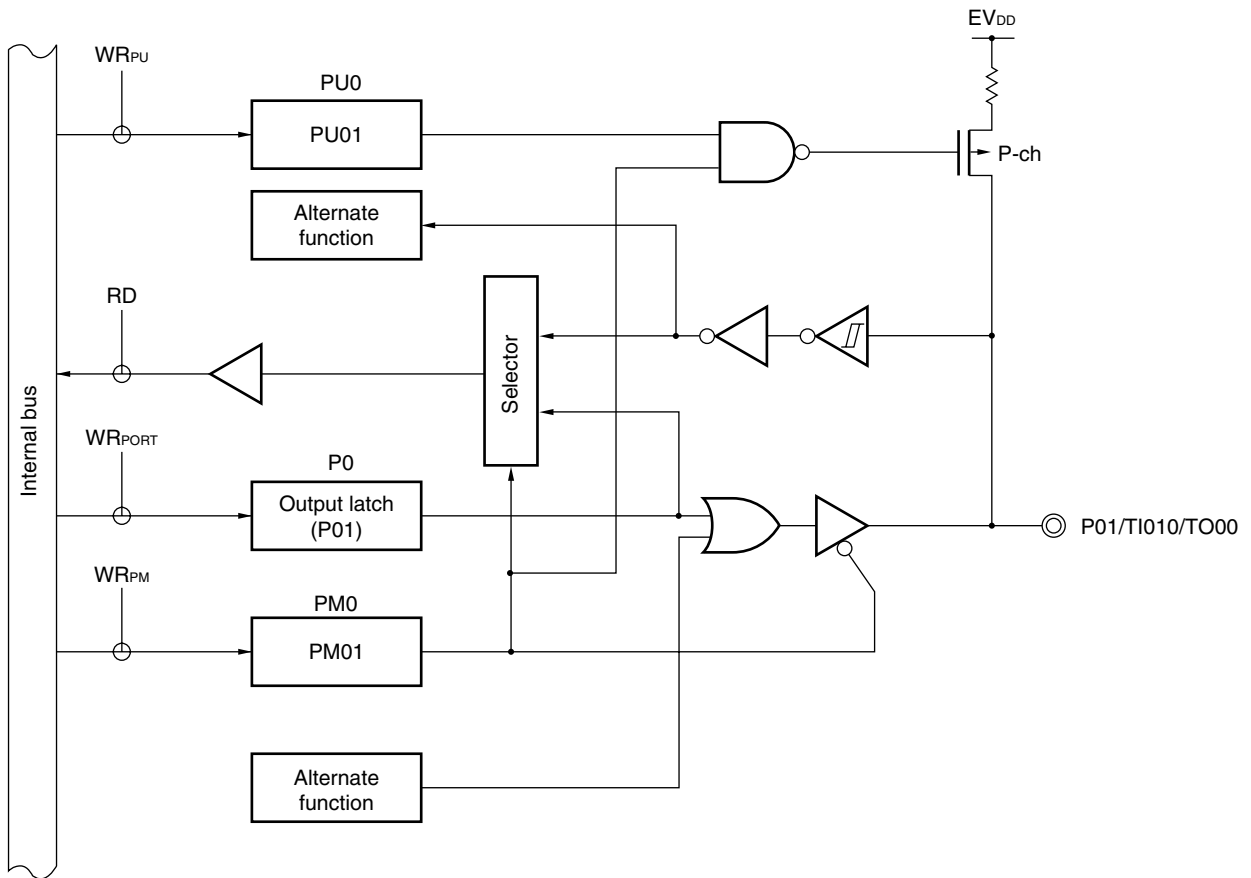 EVDD
WRPU
PU0
PU01
P-ch
Alternate
function
RD
Selector
Internal bus
WRPORT
P0
Output latch
(P01)
P01/TI010/TO00
WRPM
PM0
PM01
Alternate
function